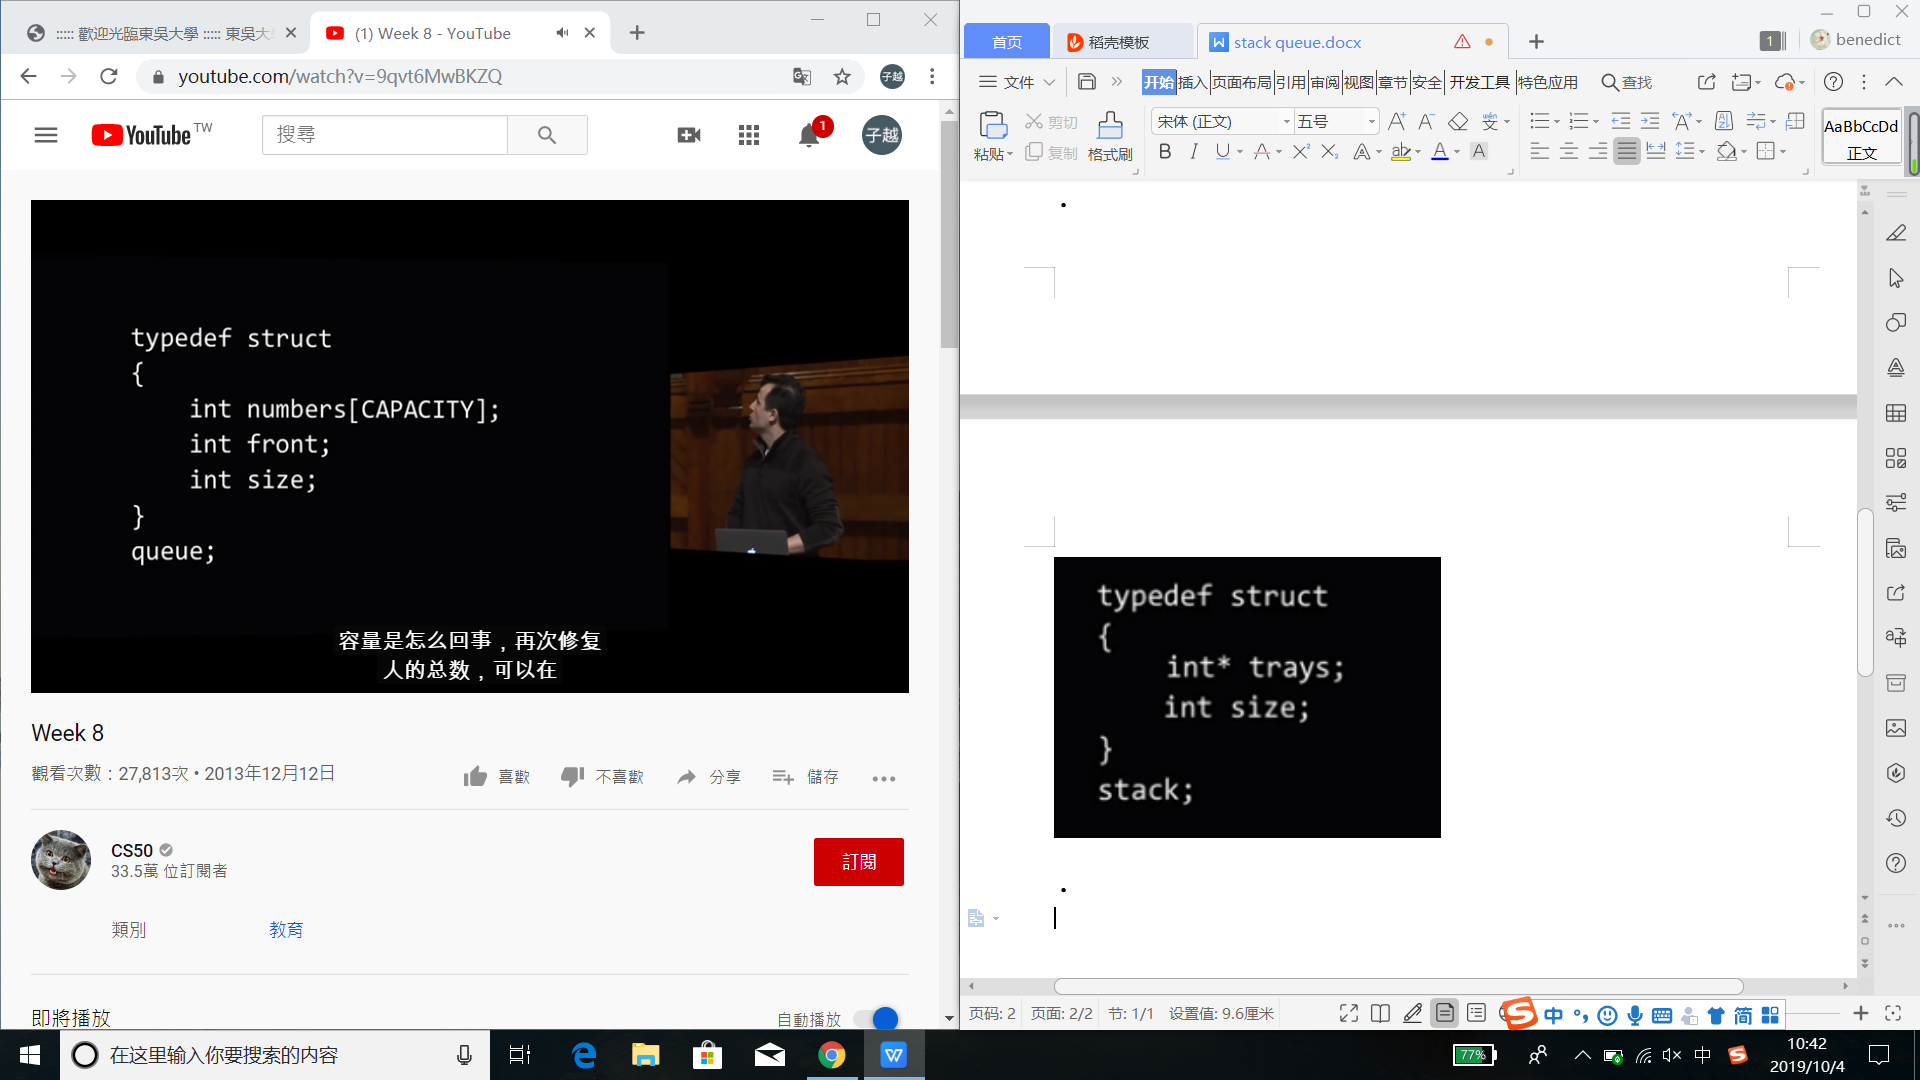 ::::: 歡迎光臨東吳大學 ::::: 東吳大
(1) Week 8 - YouTube
youtube.com/watch?v=9qvt6MwBKZQ
子越
YouTube TW
搜尋
1
子越
typedef struct
{
int numbers[CAPACITY];
int front;
int size;
}
queue;
容量是怎么回事，再次修复
人的总数，可以在
Week 8
觀看次數：27,813次 • 2013年12月12日
喜歡
不喜歡
分享
儲存
CS50
33.5萬 位訂閱者
訂閱
類別
教育
即將播放
自動播放
首页
稻壳模板
stack queue.docx
1
benedict
文件
开始 插入 页面布局 引用 审阅 视图 章节 安全 开发工具 特色应用
查找
粘贴
剪切
复制
格式刷
宋体 (正文)
五号
AaBbCcDd
正文
typedef struct
{
int* trays;
int size;
}
stack;
页码: 2
页面: 2/2
节: 1/1
设置值: 9.6厘米
中
简
在这里输入你要搜索的内容
77%
中
10:42
2019/10/4